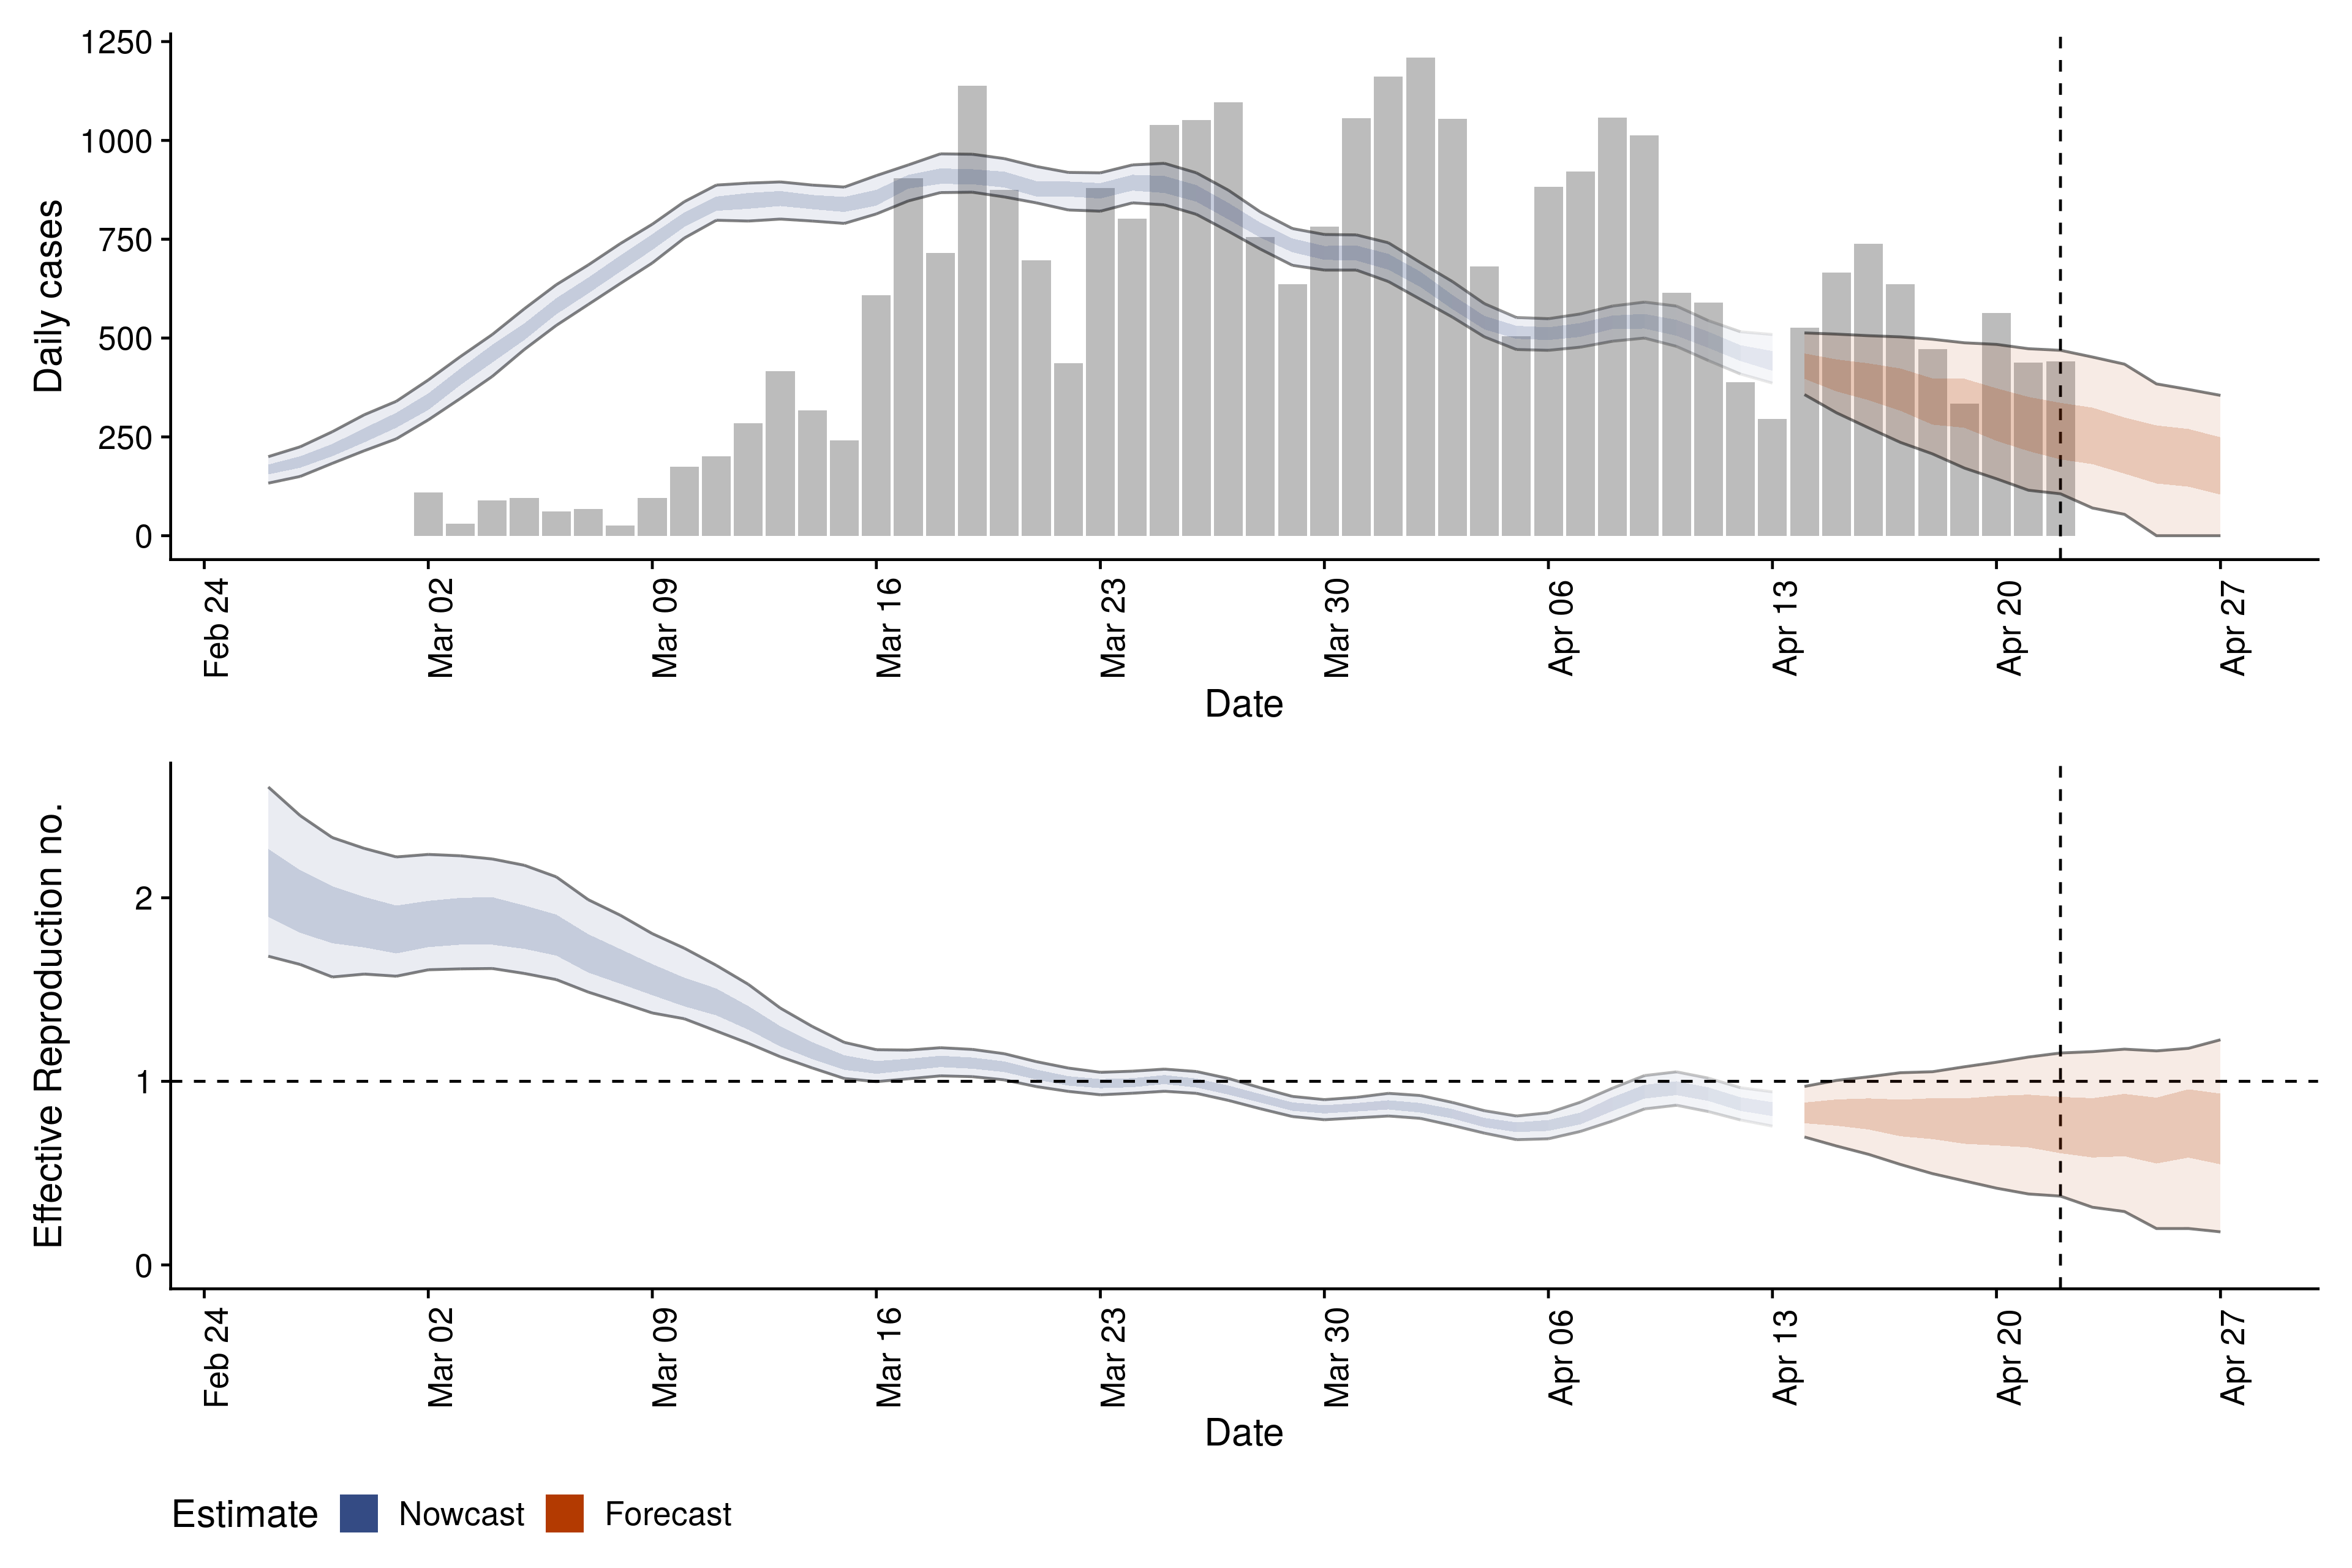 Daily cases
1250
1000
750
500
250
0
Feb 24
Mar 02
Mar 09
Mar 16
Mar 23
Mar 30
Apr 06
Apr 13
Apr 20
Apr 27
Date
Effective Reproduction no.
2
1
0
Feb 24
Mar 02
Mar 09
Mar 16
Mar 23
Mar 30
Apr 06
Apr 13
Apr 20
Apr 27
Date
Estimate Nowcast Forecast